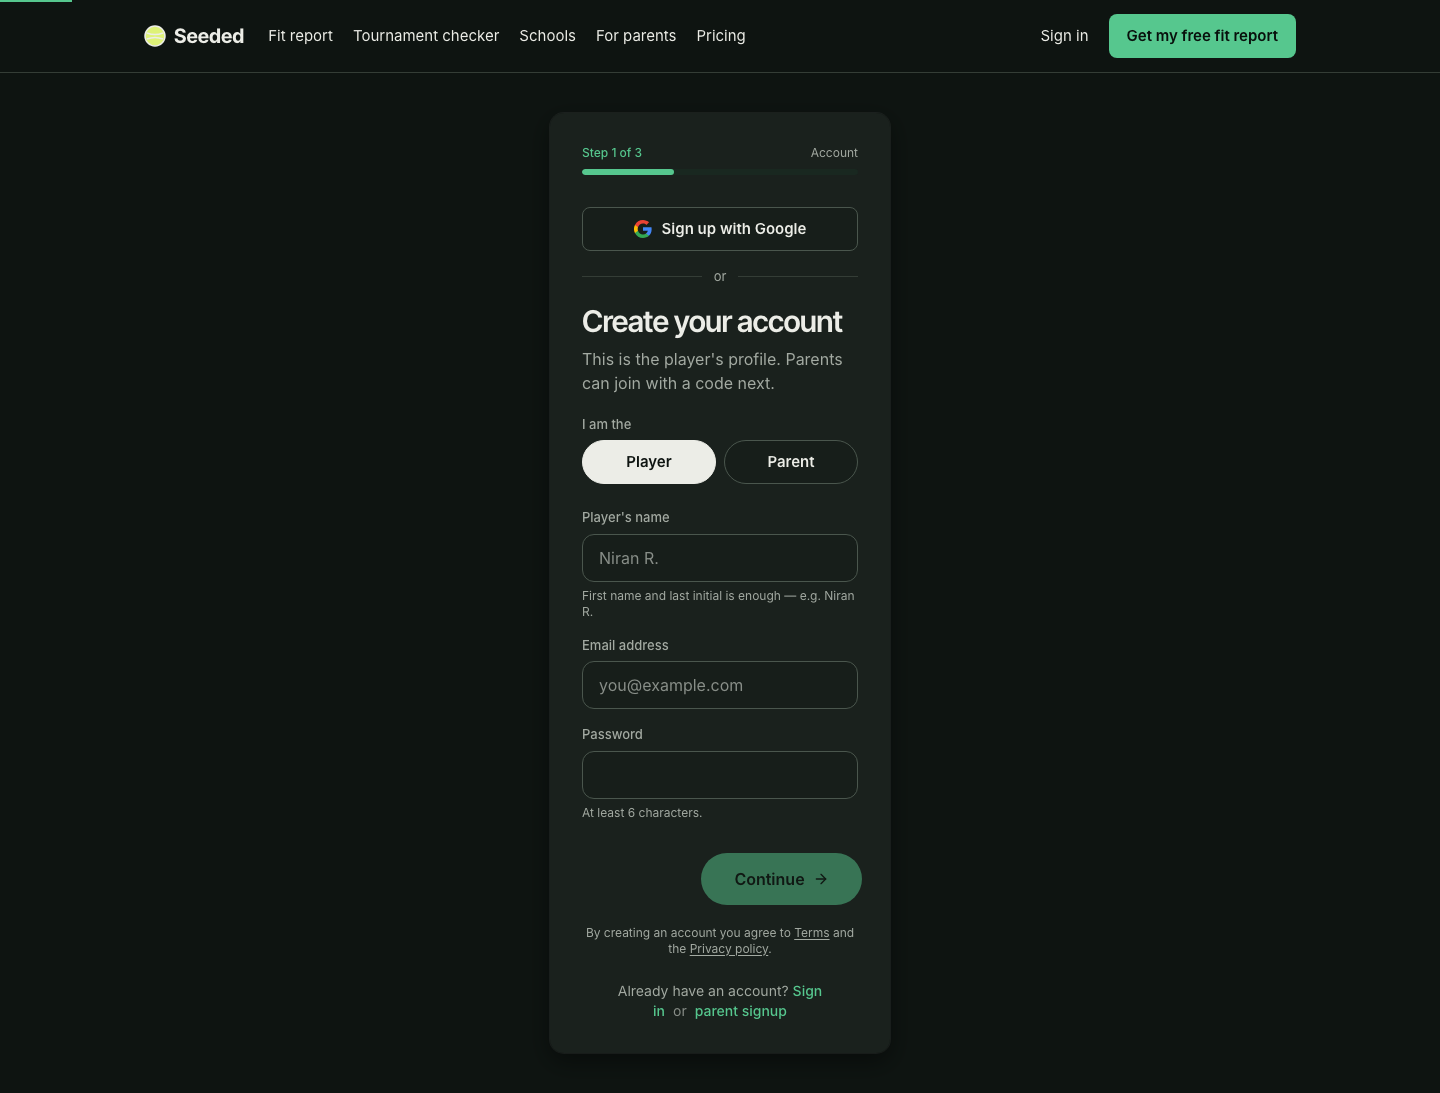 Seeded
Fit report
Tournament checker
Schools
For parents
Pricing
Sign in
Get my free fit report
Step 1 of 3
Account
Sign up with Google
or
Create your account
This is the player's profile. Parents
can join with a code next.
I am the
Player
Parent
Player's name
Niran R.
First name and last initial is enough — e.g. Niran
R.
Email address
you@example.com
Password
At least 6 characters.
Continue →
By creating an account you agree to Terms and
the Privacy policy.
Already have an account? Sign
in or parent signup